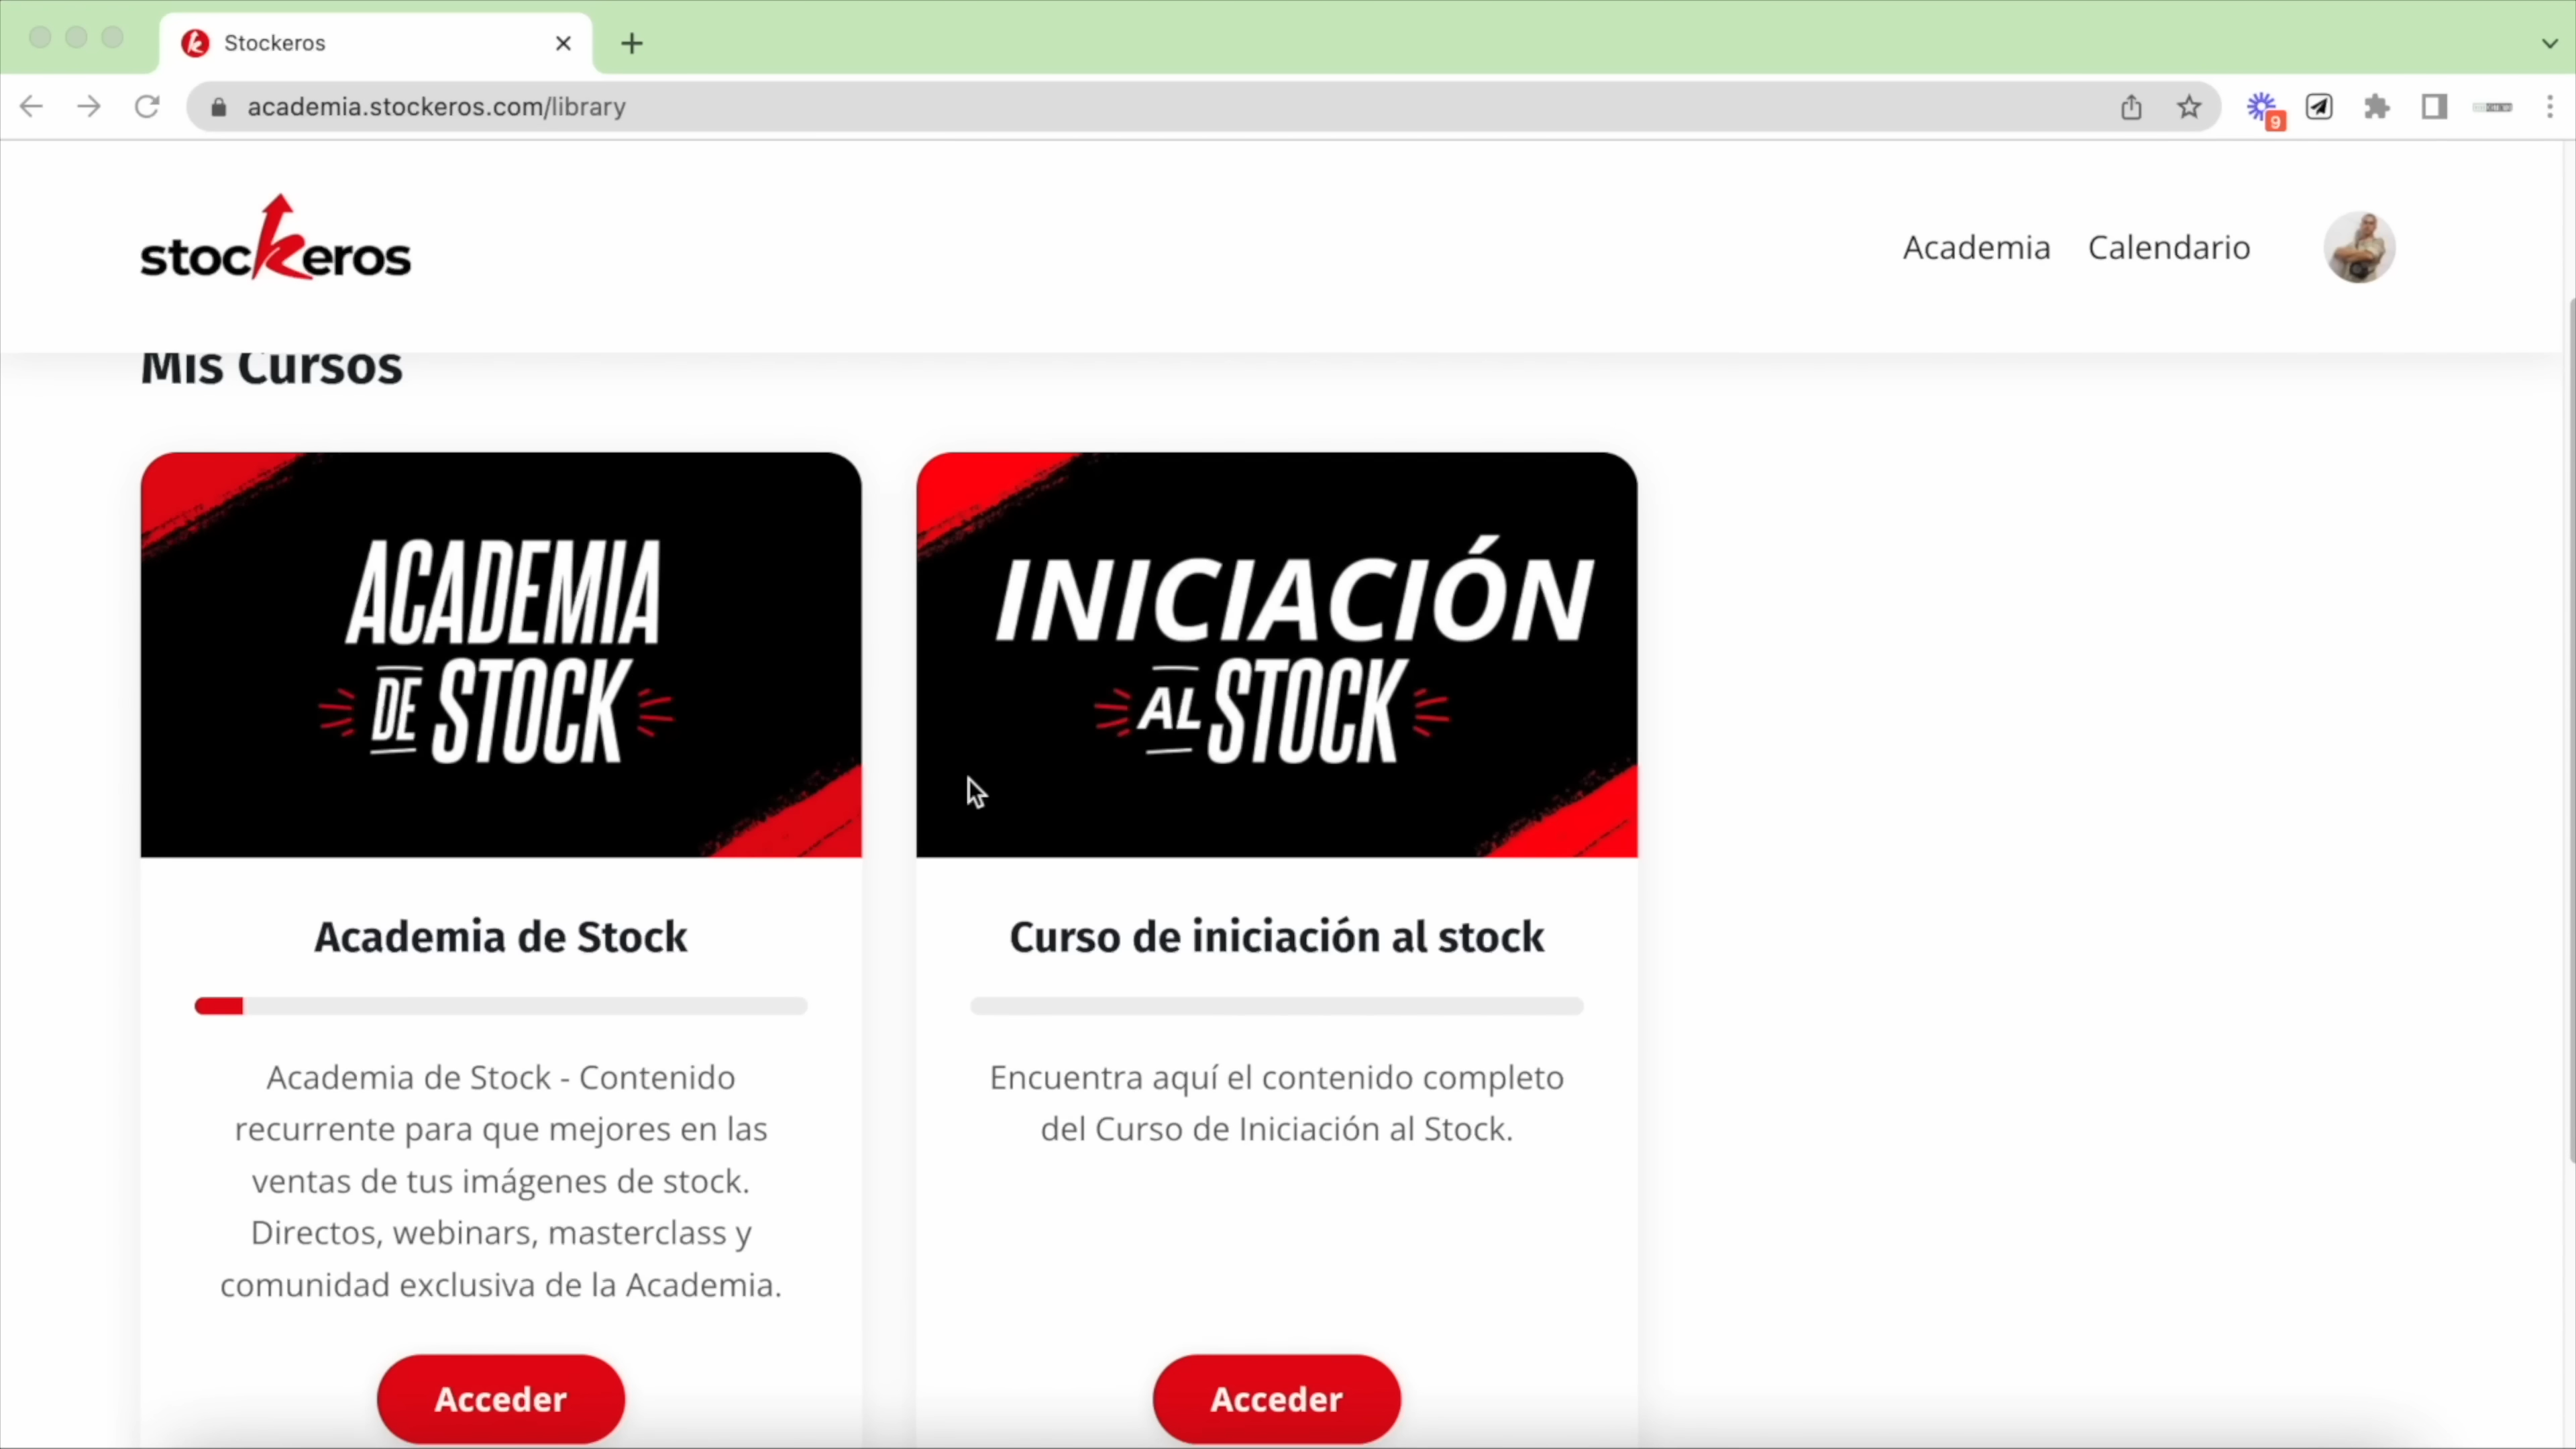 Stockeros
academia.stockeros.com/library
9
stockeros
Academia
Calendario
Mis Cursos
ACADEMIA
DE STOCK
INICIACIÓN
AL STOCK
Academia de Stock
Curso de iniciación al stock
Academia de Stock - Contenido
recurrente para que mejores en las
ventas de tus imágenes de stock.
Directos, webinars, masterclass y
comunidad exclusiva de la Academia.
Encuentra aquí el contenido completo
del Curso de Iniciación al Stock.
Acceder
Acceder